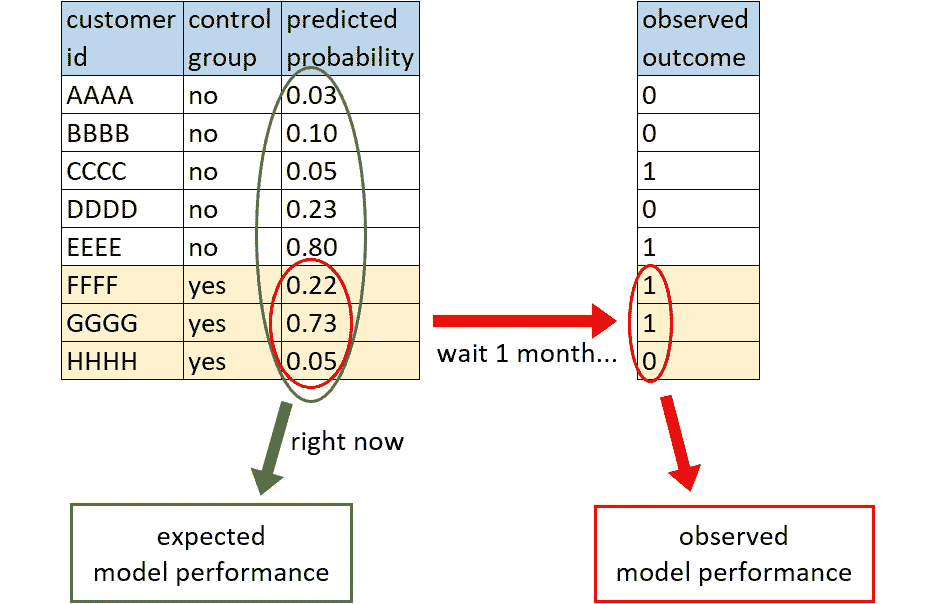 customer id control group predicted probability observed outcome
AAAA no 0.03 0
BBBB no 0.10 0
CCCC no 0.05 1
DDDD no 0.23 0
EEEE no 0.80 1
FFFF yes 0.22 1
GGGG yes 0.73 1
HHHH yes 0.05 0
wait 1 month...
right now
expected
model performance
observed
model performance